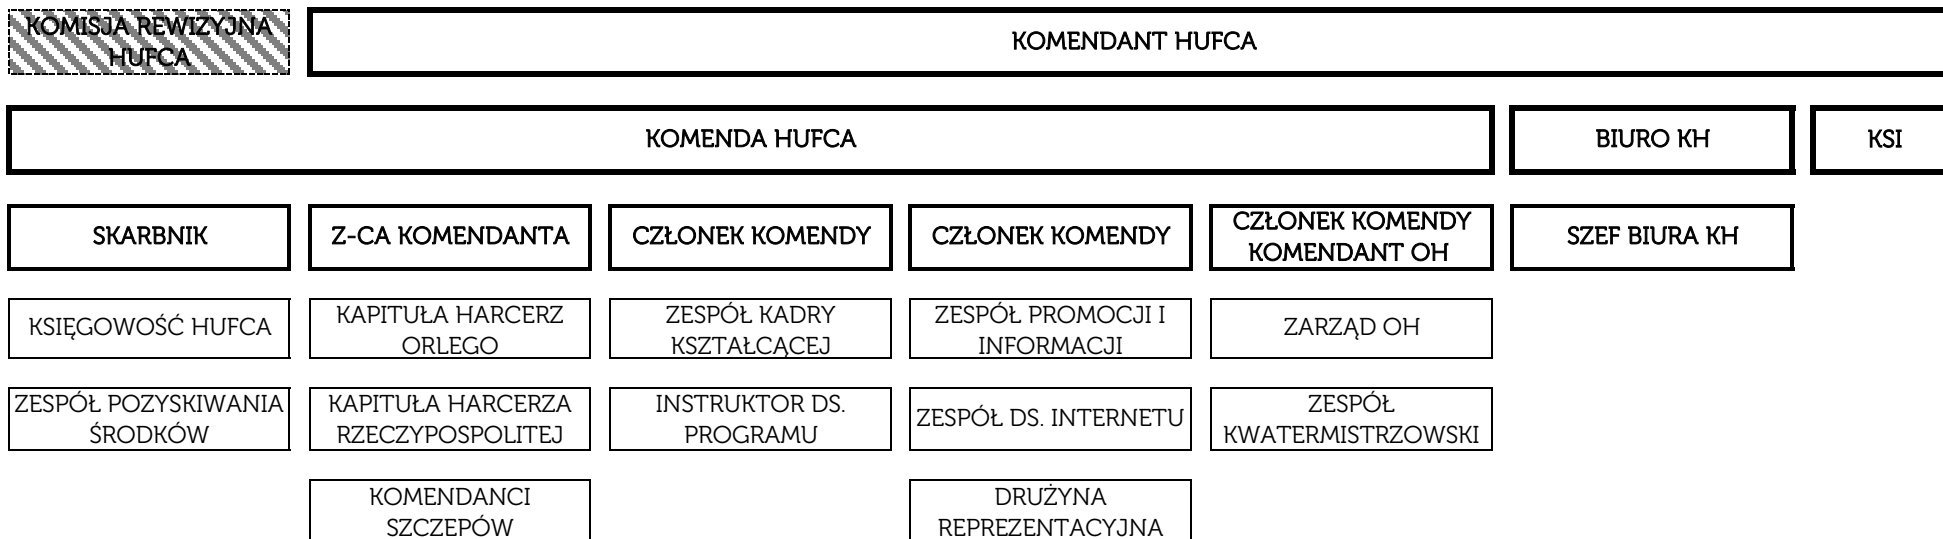 KOMISJA REWIZYJNA
HUFCA
KOMENDANT HUFCA
KOMENDA HUFCA
BIURO KH
KSI
SKARBNIK
Z-CA KOMENDANTA
CZŁONEK KOMENDY
CZŁONEK KOMENDY
CZŁONEK KOMENDY
KOMENDANT OH
SZEF BIURA KH
KSIĘGOWOŚĆ HUFCA
KAPITUŁA HARCERZ
ORLEGO
ZESPÓŁ KADRY
KSZTAŁCĄCEJ
ZESPÓŁ PROMOCJI I
INFORMACJI
ZARZĄD OH
ZESPÓŁ POZYSKIWANIA
ŚRODKÓW
KAPITUŁA HARCERZA
RZECZYPOSPOLITEJ
INSTRUKTOR DS.
PROGRAMU
ZESPÓŁ DS. INTERNETU
ZESPÓŁ
KWATERMISTRZOWSKI
KOMENDANCI
SZCZEPÓW
DRUŻYNA
REPREZENTACYJNA